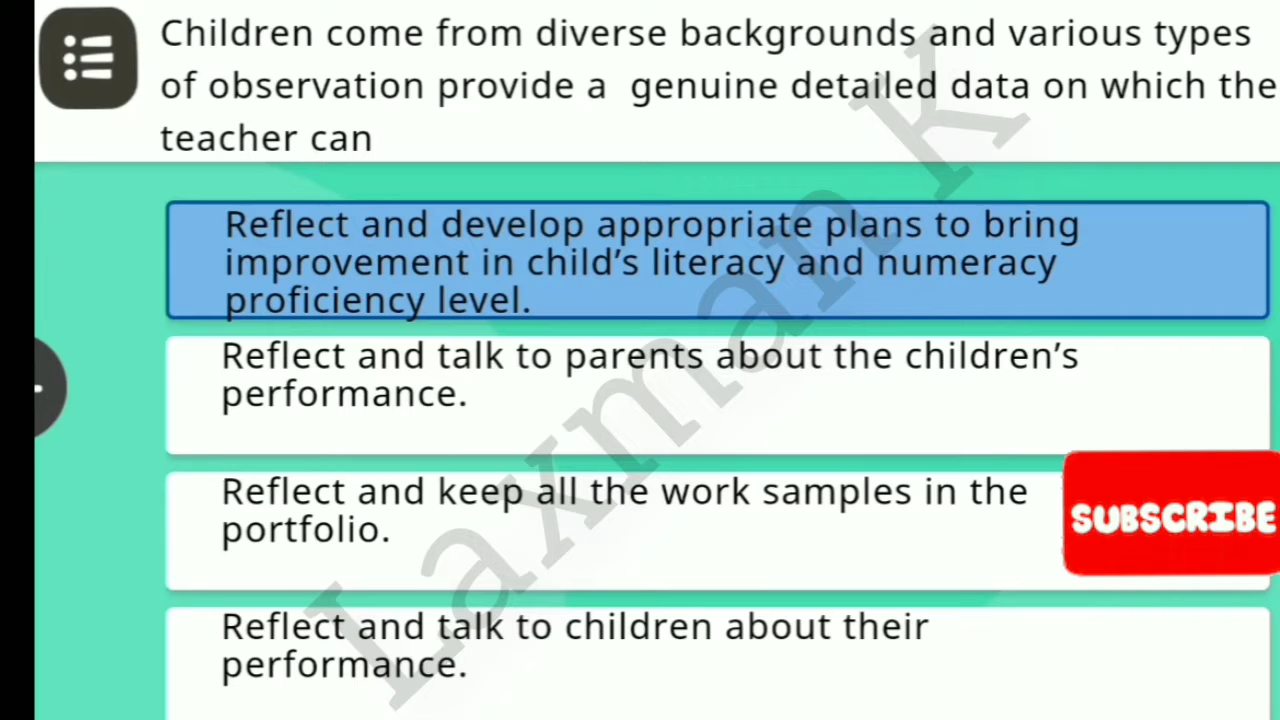 Children come from diverse backgrounds and various types
of observation provide a genuine detailed data on which the
teacher can
Reflect and develop appropriate plans to bring
improvement in child's literacy and numeracy
proficiency level.
Reflect and talk to parents about the children's
performance.
Reflect and keep all the work samples in the
portfolio.
SUBSCRIBE
Reflect and talk to children about their
performance.
Laxman K